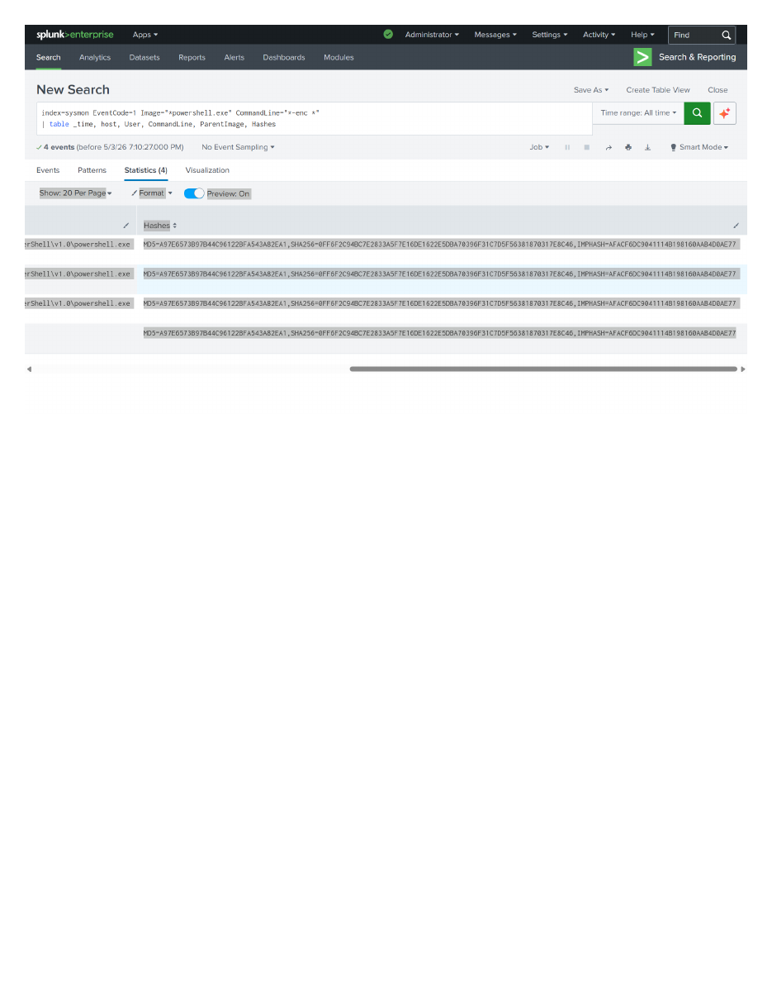 splunk>enterprise Apps Administrator Messages Settings Activity Help Find
Search Analytics Datasets Reports Alerts Dashboards Modules Search & Reporting
New Search Save As Create Table View Close
index=sysmon EventCode=1 Image="*powershell.exe" CommandLine="*-enc *"
| table _time, host, User, CommandLine, ParentImage, Hashes
Time range: All time
4 events (before 5/3/26 7:10:27.000 PM) No Event Sampling Job Smart Mode
Events Patterns Statistics (4) Visualization
Show: 20 Per Page Format Preview: On
Hashes
erShell\v1.0\powershell.exe MD5=A97E6573B97B44C96122BFA543A82EA1,SHA256=0FF6F2C94BC7E2833A5F7E16DE1622E5DBA70396F31C7D5F56381870317E8C46,IMPHASH=AFACF6DC9041114B198160AAB4D0AE77
erShell\v1.0\powershell.exe MD5=A97E6573B97B44C96122BFA543A82EA1,SHA256=0FF6F2C94BC7E2833A5F7E16DE1622E5DBA70396F31C7D5F56381870317E8C46,IMPHASH=AFACF6DC9041114B198160AAB4D0AE77
erShell\v1.0\powershell.exe MD5=A97E6573B97B44C96122BFA543A82EA1,SHA256=0FF6F2C94BC7E2833A5F7E16DE1622E5DBA70396F31C7D5F56381870317E8C46,IMPHASH=AFACF6DC9041114B198160AAB4D0AE77
MD5=A97E6573B97B44C96122BFA543A82EA1,SHA256=0FF6F2C94BC7E2833A5F7E16DE1622E5DBA70396F31C7D5F56381870317E8C46,IMPHASH=AFACF6DC9041114B198160AAB4D0AE77